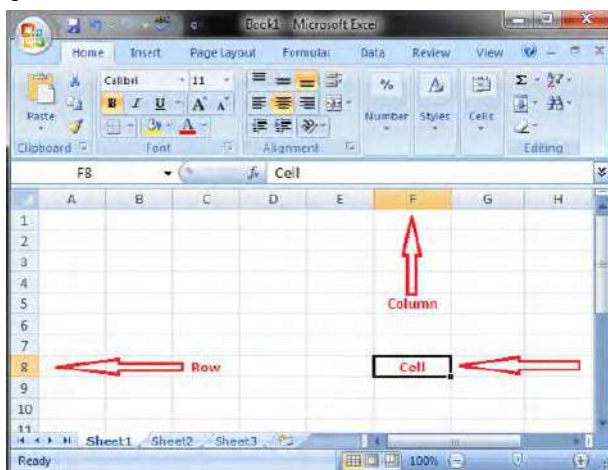 Book1 - Microsoft Excel
Home Insert Page Layout Formulas Data Review View
Calibri 11
Paste
B I U A A
% A Σ
Number Styles Cells
Clipboard Font Alignment Editing
F8 fx Cell
A B C D E F G H
1
2
3
4
5 Column
6
7
8 Row Cell
9
10
11
Sheet1 Sheet2 Sheet3
Ready 100%